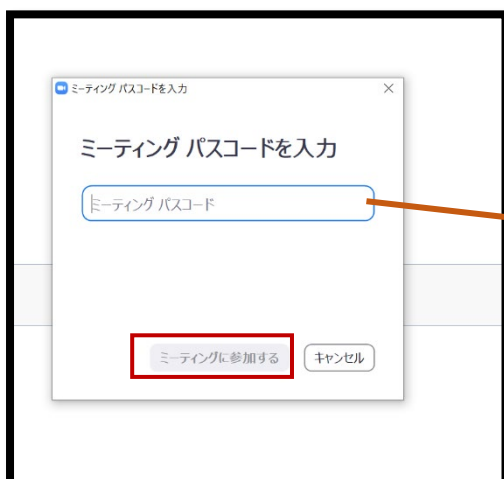 ミーティング パスコードを入力
ミーティング パスコードを入力
ミーティング パスコード
ミーティングに参加する
キャンセル